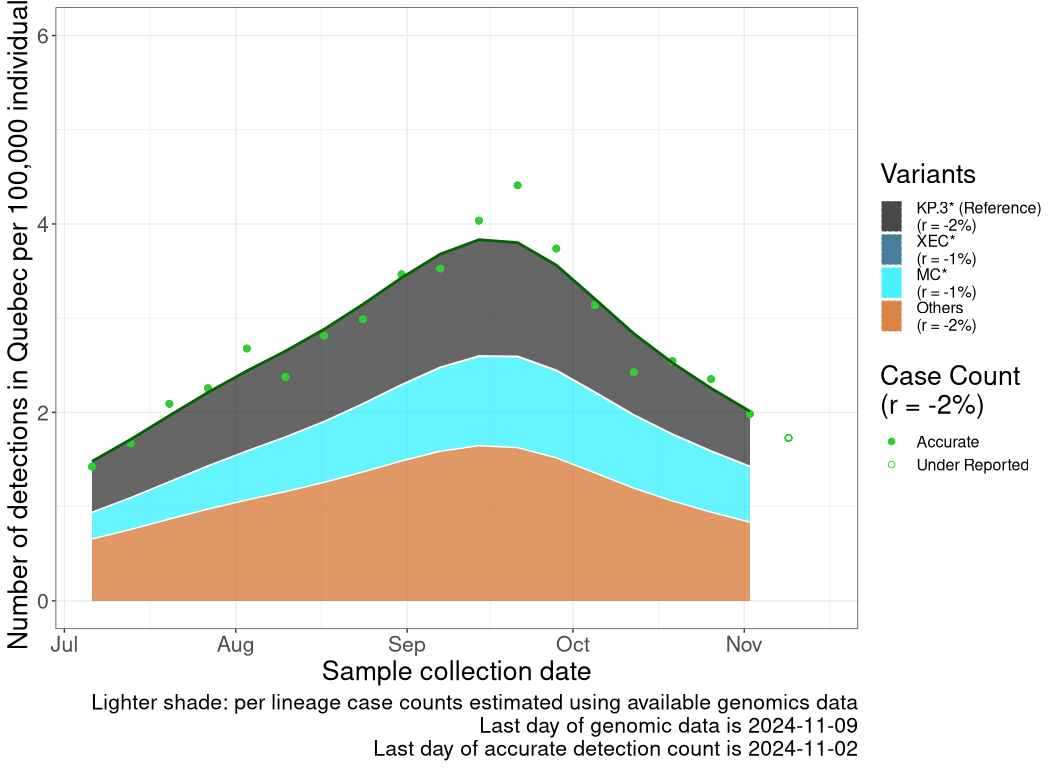 Number of detections in Quebec per 100,000 individual
6
4
2
0
Jul
Aug
Sep
Oct
Nov
Sample collection date
Lighter shade: per lineage case counts estimated using available genomics data
Last day of genomic data is 2024-11-09
Last day of accurate detection count is 2024-11-02
Variants
KP.3* (Reference)
(r = -2%)
XEC*
(r = -1%)
MC*
(r = -1%)
Others
(r = -2%)
Case Count
(r = -2%)
Accurate
Under Reported